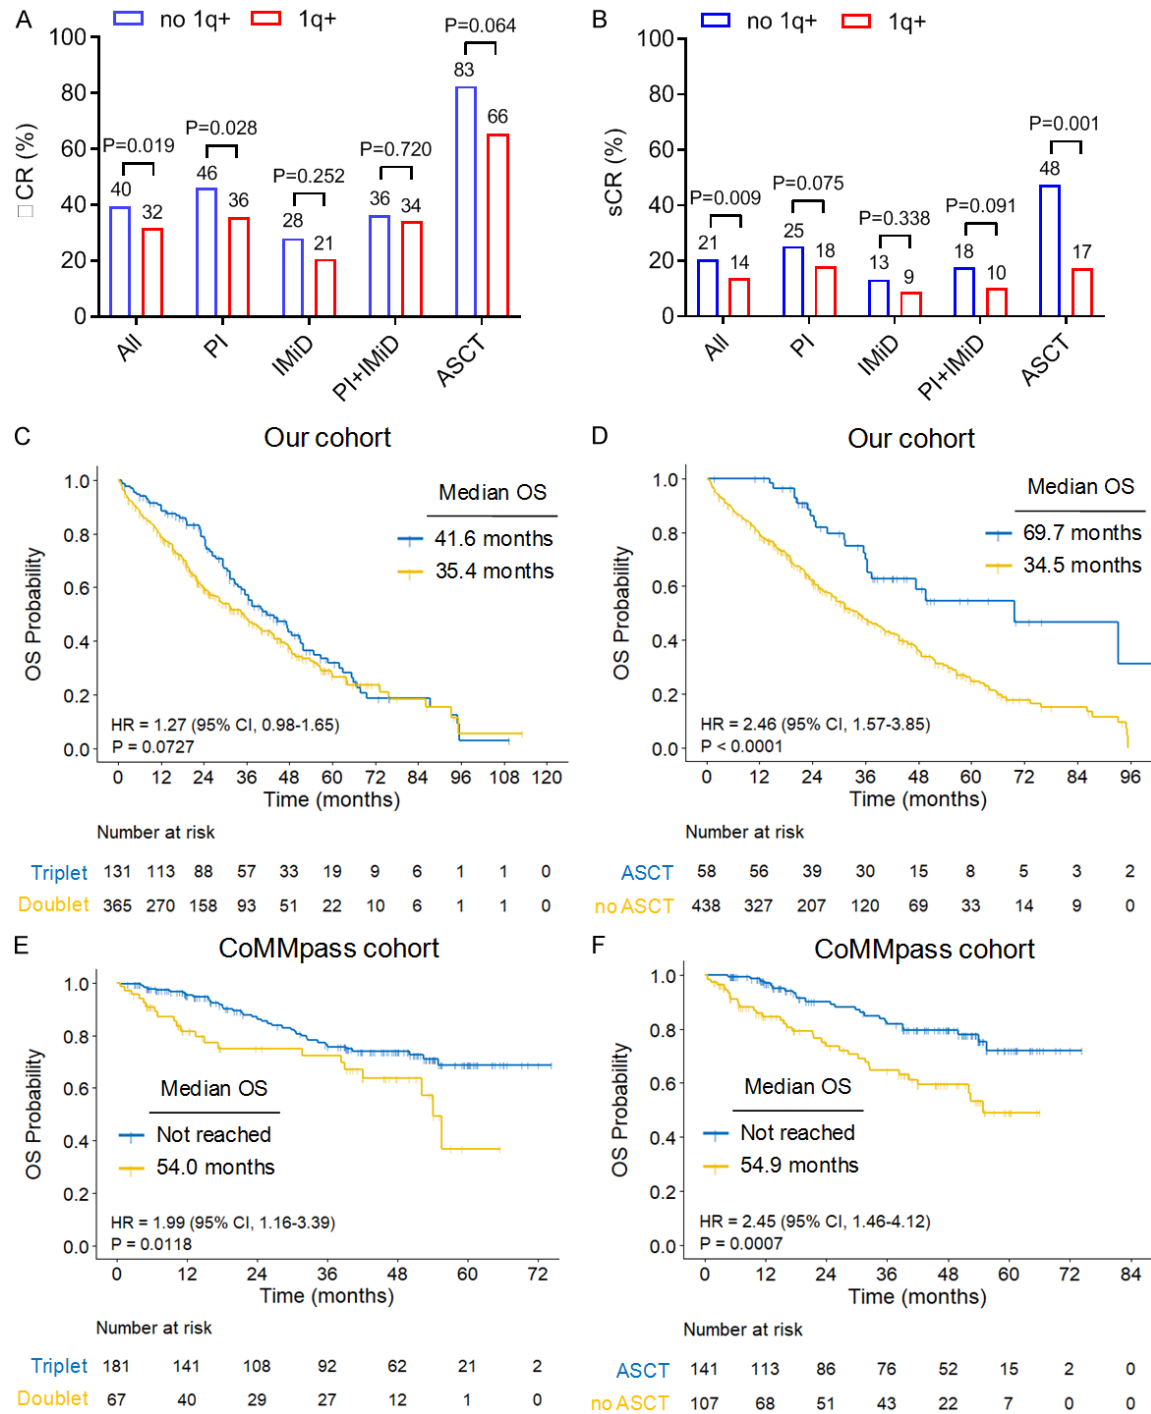 A
no 1q+
1q+
□ CR (%)
100
80
60
40
20
0
P=0.019
P=0.028
P=0.252
P=0.720
P=0.064
40
32
46
36
28
21
36
34
83
66
All
PI
IMiD
PI+IMiD
ASCT
B
no 1q+
1q+
sCR (%)
100
80
60
40
20
0
P=0.009
P=0.075
P=0.338
P=0.091
P=0.001
21
14
25
18
13
9
18
10
48
17
All
PI
IMiD
PI+IMiD
ASCT
C
Our cohort
OS Probability
1.0
0.8
0.6
0.4
0.2
0.0
Median OS
41.6 months
35.4 months
HR = 1.27 (95% CI, 0.98-1.65)
P = 0.0727
0 12 24 36 48 60 72 84 96 108 120
Time (months)
Number at risk
Triplet 131 113 88 57 33 19 9 6 1 1 0
Doublet 365 270 158 93 51 22 10 6 1 1 0
D
Our cohort
OS Probability
1.0
0.8
0.6
0.4
0.2
0.0
Median OS
69.7 months
34.5 months
HR = 2.46 (95% CI, 1.57-3.85)
P < 0.0001
0 12 24 36 48 60 72 84 96
Time (months)
Number at risk
ASCT 58 56 39 30 15 8 5 3 2
no ASCT 438 327 207 120 69 33 14 9 0
E
CoMMpass cohort
OS Probability
1.0
0.8
0.6
0.4
0.2
0.0
Median OS
Not reached
54.0 months
HR = 1.99 (95% CI, 1.16-3.39)
P = 0.0118
0 12 24 36 48 60 72
Time (months)
Number at risk
Triplet 181 141 108 92 62 21 2
Doublet 67 40 29 27 12 1 0
F
CoMMpass cohort
OS Probability
1.0
0.8
0.6
0.4
0.2
0.0
Median OS
Not reached
54.9 months
HR = 2.45 (95% CI, 1.46-4.12)
P = 0.0007
0 12 24 36 48 60 72 84
Time (months)
Number at risk
ASCT 141 113 86 76 52 15 2 0
no ASCT 107 68 51 43 22 7 0 0